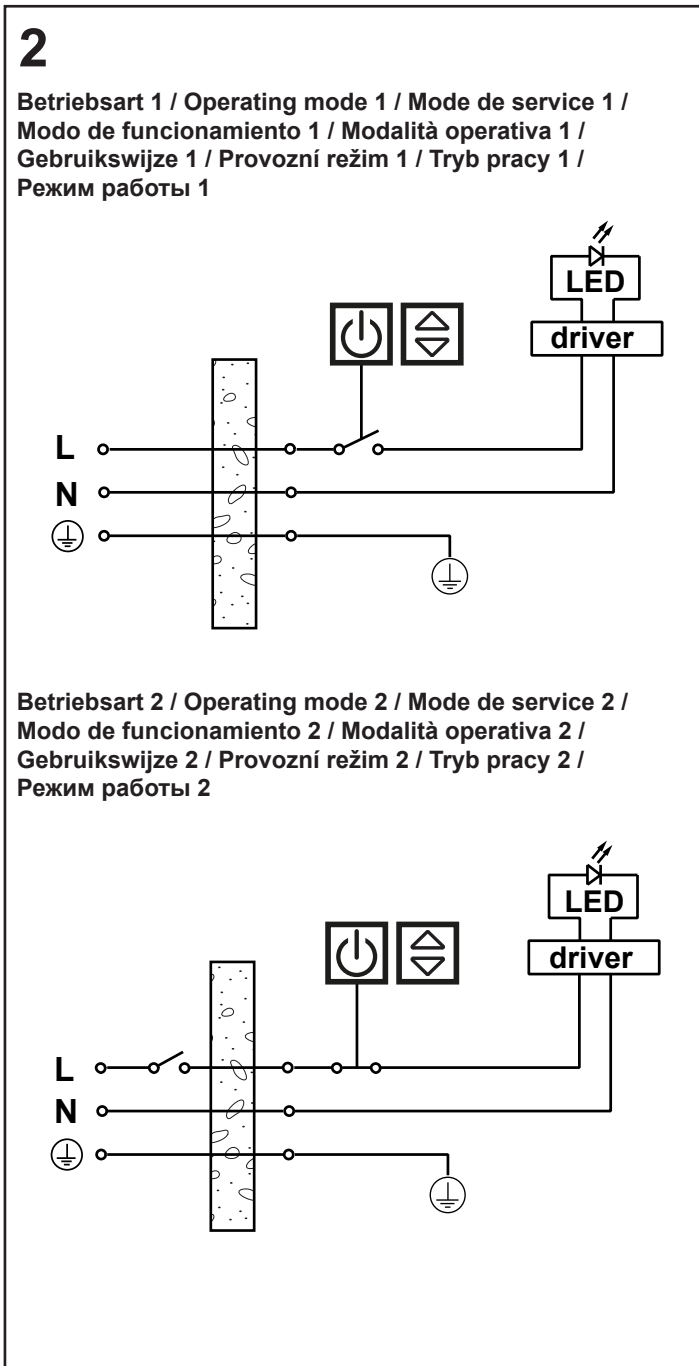 2
Betriebsart 1 / Operating mode 1 / Mode de service 1 /
Modo de funcionamiento 1 / Modalità operativa 1 /
Gebruikswijze 1 / Provozní režim 1 / Tryb pracy 1 /
Режим работы 1
LED
driver
L
N
Betriebsart 2 / Operating mode 2 / Mode de service 2 /
Modo de funcionamiento 2 / Modalità operativa 2 /
Gebruikswijze 2 / Provozní režim 2 / Tryb pracy 2 /
Режим работы 2
LED
driver
L
N